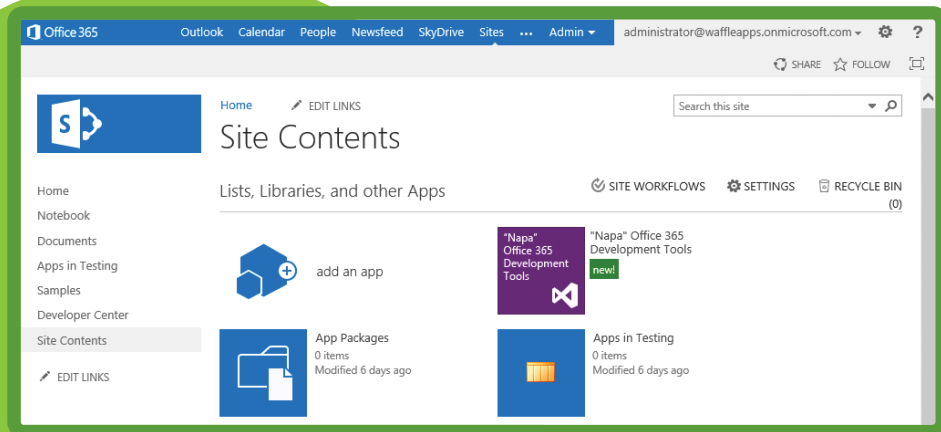 Office 365 Outlook Calendar People Newsfeed SkyDrive Sites ... Admin administrator@waffleapps.onmicrosoft.com ?
SHARE FOLLOW
S
Home EDIT LINKS
Search this site
Site Contents
Home
Notebook
Documents
Apps in Testing
Samples
Developer Center
Site Contents
EDIT LINKS
Lists, Libraries, and other Apps
SITE WORKFLOWS SETTINGS RECYCLE BIN
(0)
add an app
"Napa"
Office 365
Development
Tools
"Napa" Office 365
Development Tools
new!
App Packages
0 items
Modified 6 days ago
Apps in Testing
0 items
Modified 6 days ago